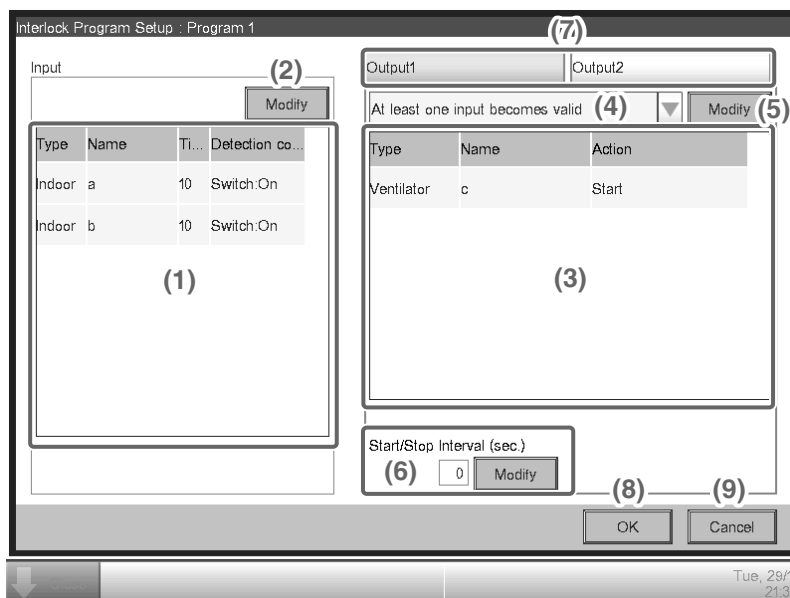 Interlock Program Setup : Program 1
(7)
Input
(2)
Modify
Output1
Output2
At least one input becomes valid
(4)
Modify
(5)
Type Name Ti... Detection co...
Indoor a 10 Switch:On
Indoor b 10 Switch:On
(1)
Type Name Action
Ventilator c Start
(3)
Start/Stop Interval (sec.)
(6)
0
Modify
(8)
(9)
OK
Cancel
Tue, 29/
21:3